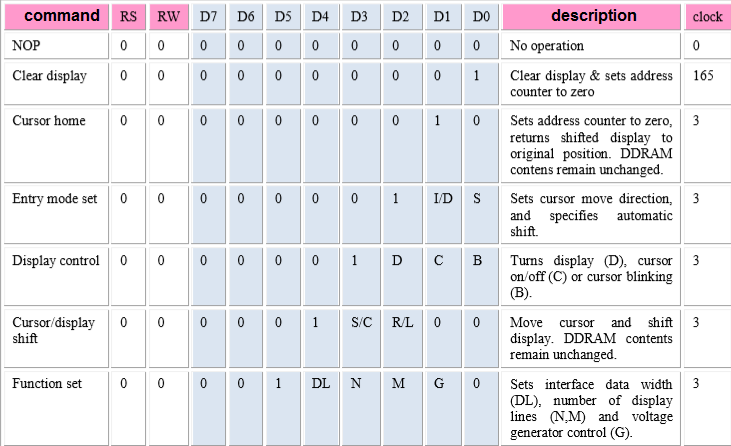 command RS RW D7 D6 D5 D4 D3 D2 D1 D0 description clock
NOP 0 0 0 0 0 0 0 0 0 0 No operation 0
Clear display 0 0 0 0 0 0 0 0 0 1 Clear display & sets address 165
counter to zero
Cursor home 0 0 0 0 0 0 0 0 1 0 Sets address counter to zero, 3
returns shifted display to
original position. DDRAM
contens remain unchanged.
Entry mode set 0 0 0 0 0 0 0 1 I/D S Sets cursor move direction, 3
and specifies automatic
shift.
Display control 0 0 0 0 0 0 1 D C B Turns display (D), cursor 3
on/off (C) or cursor blinking
(B).
Cursor/display 0 0 0 0 0 1 S/C R/L 0 0 Move cursor and shift 3
shift display. DDRAM contents
remain unchanged.
Function set 0 0 0 0 1 DL N M G 0 Sets interface data width 3
(DL), number of display
lines (N,M) and voltage
generator control (G).